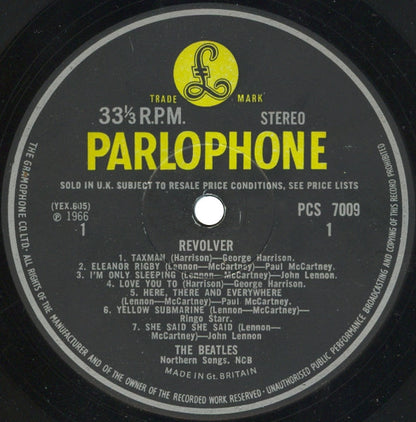 TRADE MARK
33⅓ R.P.M. STEREO
PARLOPHONE
SOLD IN U.K. SUBJECT TO RESALE PRICE CONDITIONS, SEE PRICE LISTS
(YEX.605) PCS 7009
℗ 1966
1 1
REVOLVER
1. TAXMAN (Harrison)—George Harrison.
2. ELEANOR RIGBY (Lennon—McCartney)—Paul McCartney.
3. I'M ONLY SLEEPING (Lennon—McCartney)—John Lennon.
4. LOVE YOU TO (Harrison)—George Harrison.
5. HERE, THERE AND EVERYWHERE
(Lennon—McCartney)—Paul McCartney.
6. YELLOW SUBMARINE (Lennon—McCartney)—
Ringo Starr.
7. SHE SAID SHE SAID (Lennon—
McCartney)—John Lennon
THE BEATLES
Northern Songs. NCB
MADE IN Gt. BRITAIN
THE GRAMOPHONE CO. LTD. ALL RIGHTS OF THE MANUFACTURER AND OF THE OWNER OF THE RECORDED WORK RESERVED · UNAUTHORISED PUBLIC PERFORMANCE BROADCASTING AND COPYING OF THIS RECORD PROHIBITED